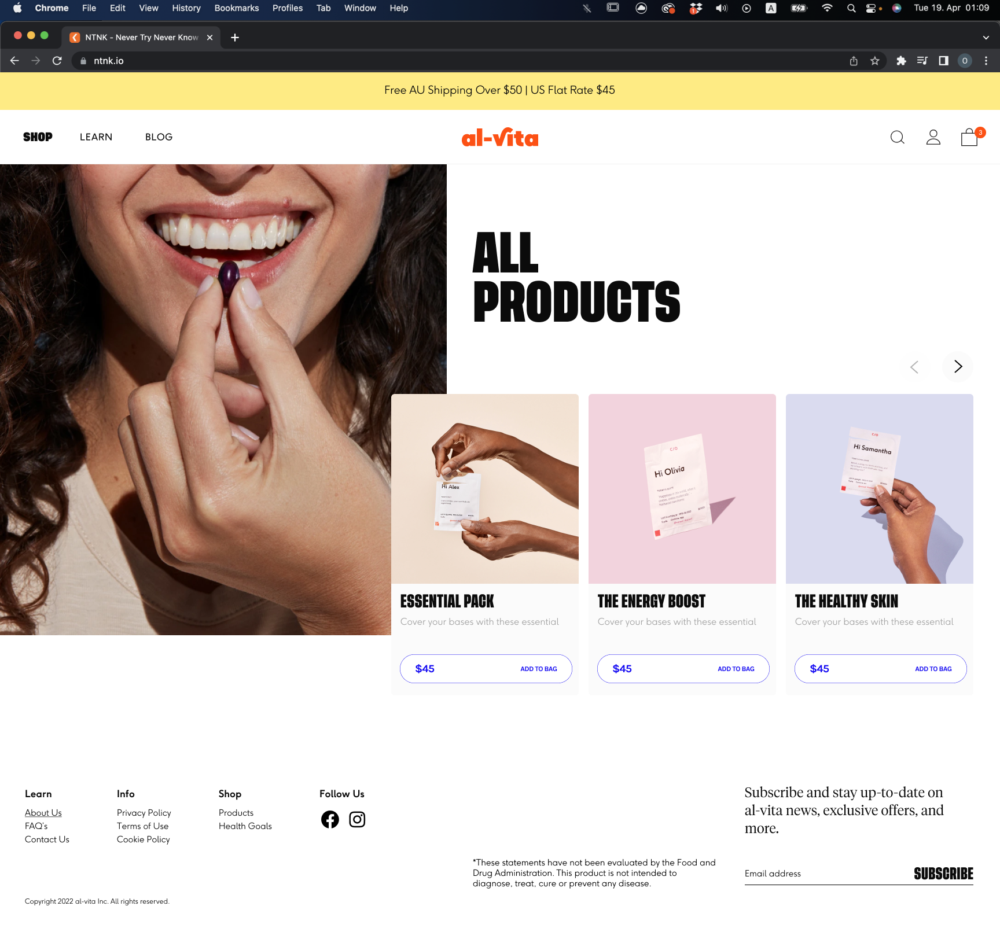 Chrome File Edit View History Bookmarks Profiles Tab Window Help
1
A
Tue 19. Apr 01:09
NTNK - Never Try Never Know
ntnk.io
O
Free AU Shipping Over $50 | US Flat Rate $45
SHOP LEARN BLOG
al-vita
3
ALL
PRODUCTS
C/O
Hi Alex
C/O
Hi Olivia
C/O
Hi Samantha
ESSENTIAL PACK
Cover your bases with these essential
$45 ADD TO BAG
THE ENERGY BOOST
Cover your bases with these essential
$45 ADD TO BAG
THE HEALTHY SKIN
Cover your bases with these essential
$45 ADD TO BAG
Learn
About Us
FAQ's
Contact Us
Info
Privacy Policy
Terms of Use
Cookie Policy
Shop
Products
Health Goals
Follow Us
*These statements have not been evaluated by the Food and
Drug Administration. This product is not intended to
diagnose, treat, cure or prevent any disease.
Subscribe and stay up-to-date on
al-vita news, exclusive offers, and
more.
Email address SUBSCRIBE
Copyright 2022 al-vita Inc. All rights reserved.